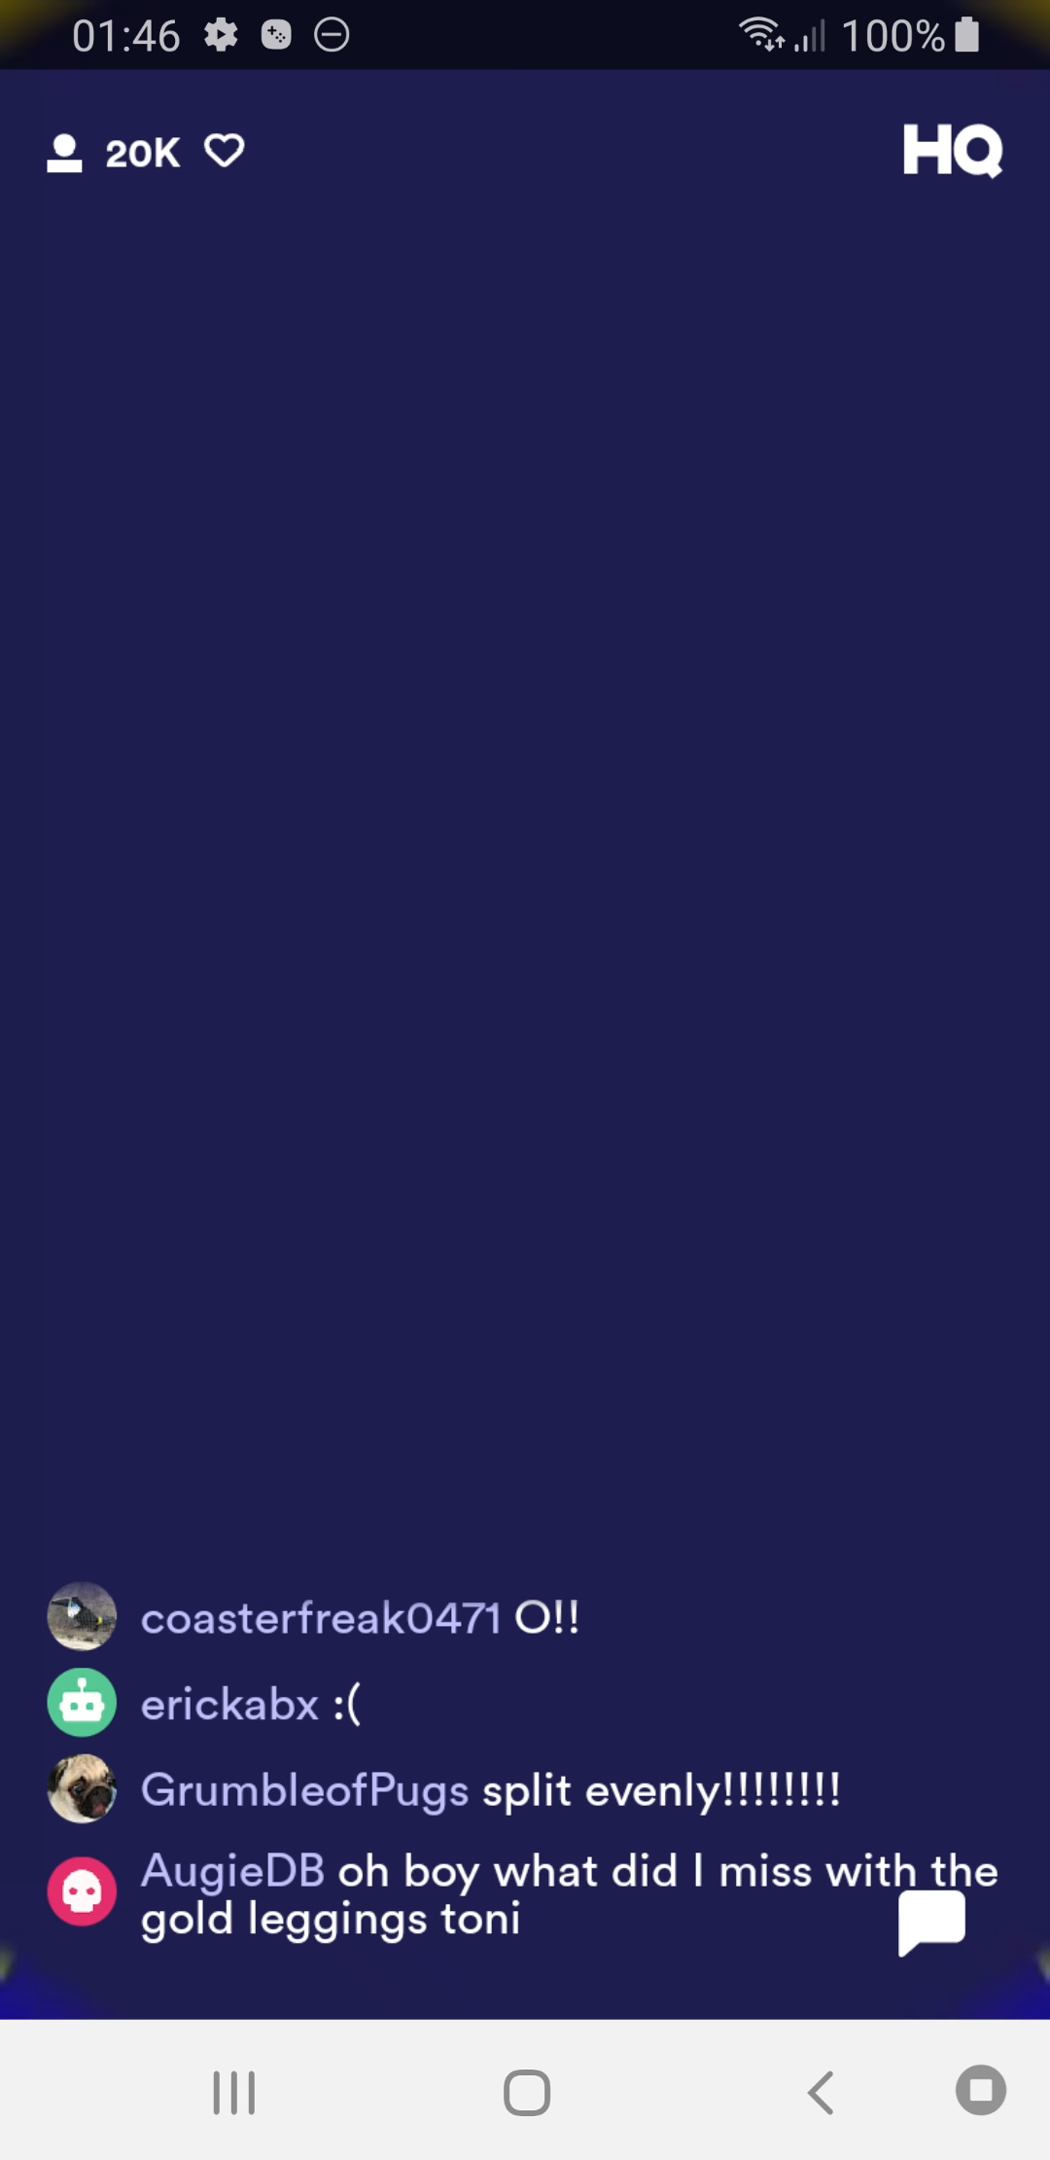 01:46 100%
20K HQ
coasterfreak0471 O!!
erickabx :(
GrumbleofPugs split evenly!!!!!!!!
AugieDB oh boy what did I miss with the
gold leggings toni